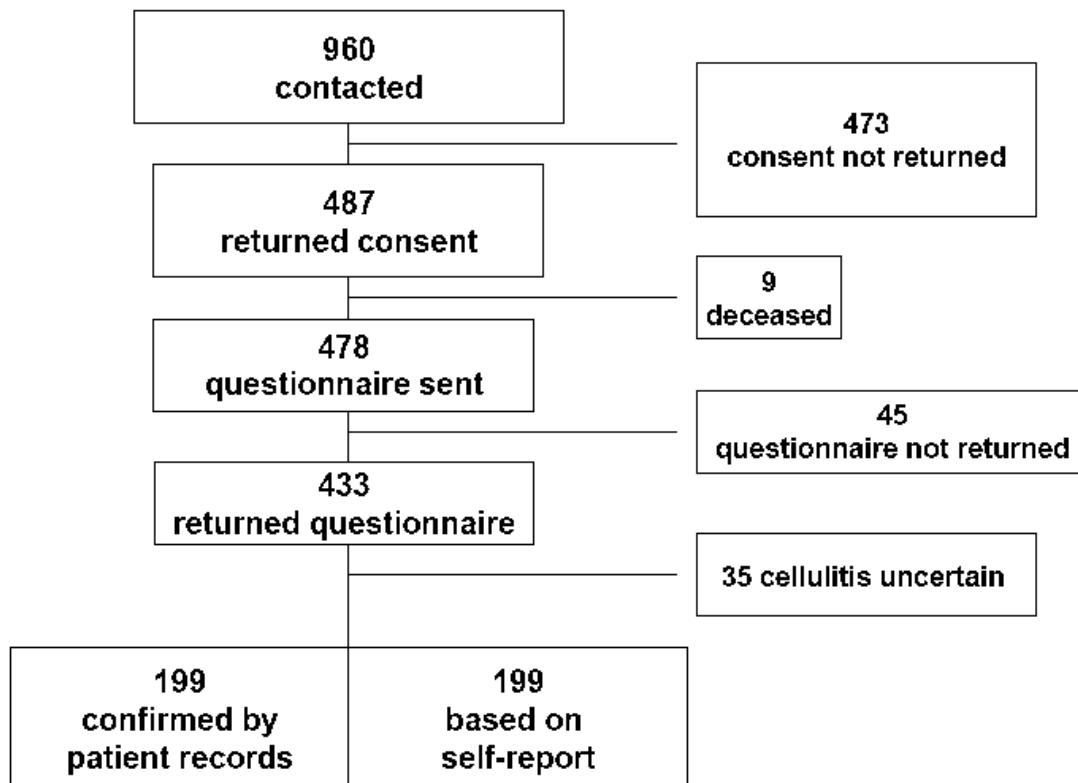 960
contacted
473
consent not returned
487
returned consent
9
deceased
478
questionnaire sent
45
questionnaire not returned
433
returned questionnaire
35 cellulitis uncertain
199
confirmed by
patient records
199
based on
self-report